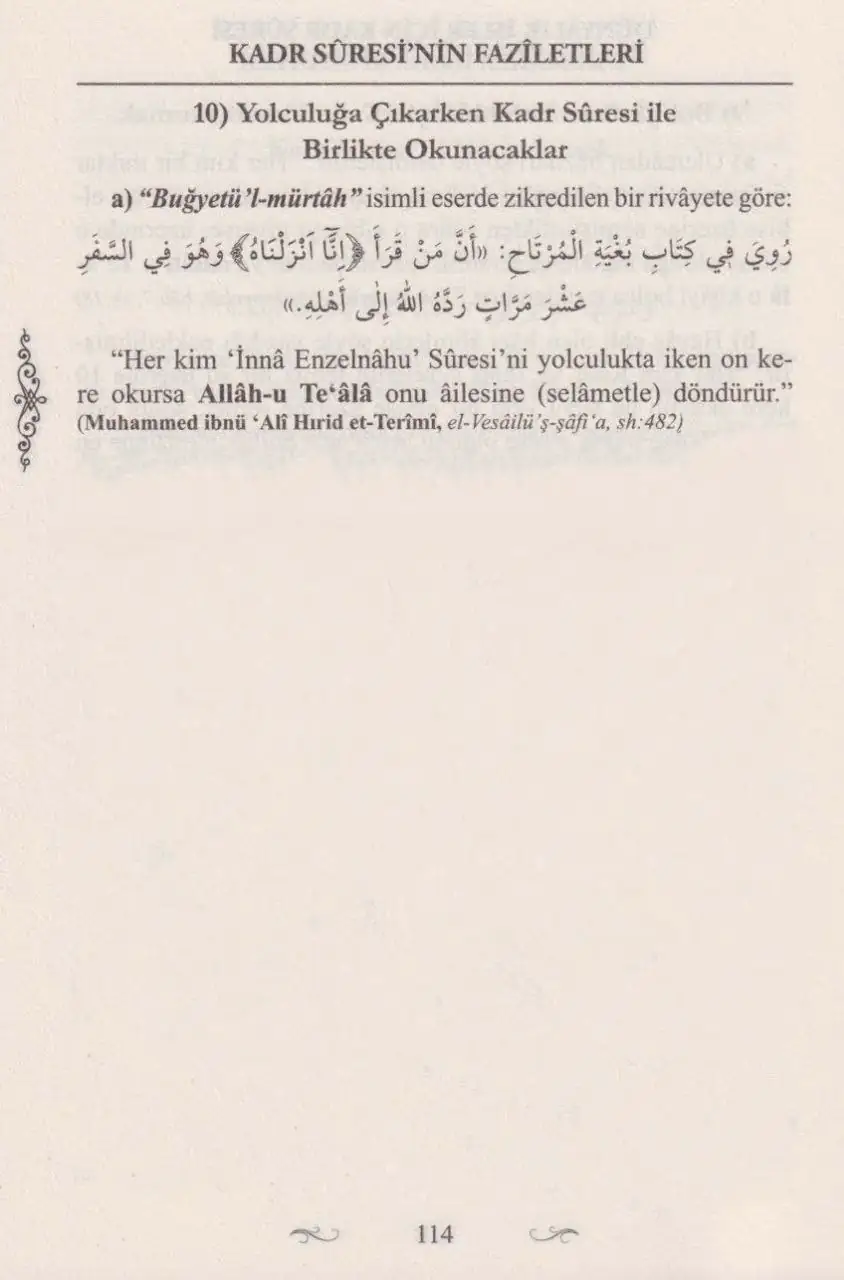 KADR SÛRESİ’NİN FAZÎLETLERİ
10) Yolculuğa Çıkarken Kadr Sûresi ile
Birlikte Okunacaklar
a) “Buğyetü’l-mürtâh” isimli eserde zikredilen bir rivâyete göre:
رُوِيَ فِي كِتَابِ بُغْيَةِ الْمُرْتَاحِ: «أَنَّ مَنْ قَرَأَ ﴿إِنَّا اَنْزَلْنَاهُ﴾ وَهُوَ فِي السَّفَرِ
عَشْرَ مَرَّاتٍ رَدَّهُ اللهُ إِلٰى أَهْلِهِ.»
“Her kim ‘İnnâ Enzelnâhu’ Sûresi’ni yolculukta iken on ke-
re okursa Allâh-u Te‘âlâ onu âilesine (selâmetle) döndürür.”
(Muhammed ibnü ‘Alî Hırid et-Terîmî, el-Vesâilü’ş-şâfi‘a, sh:482)
114